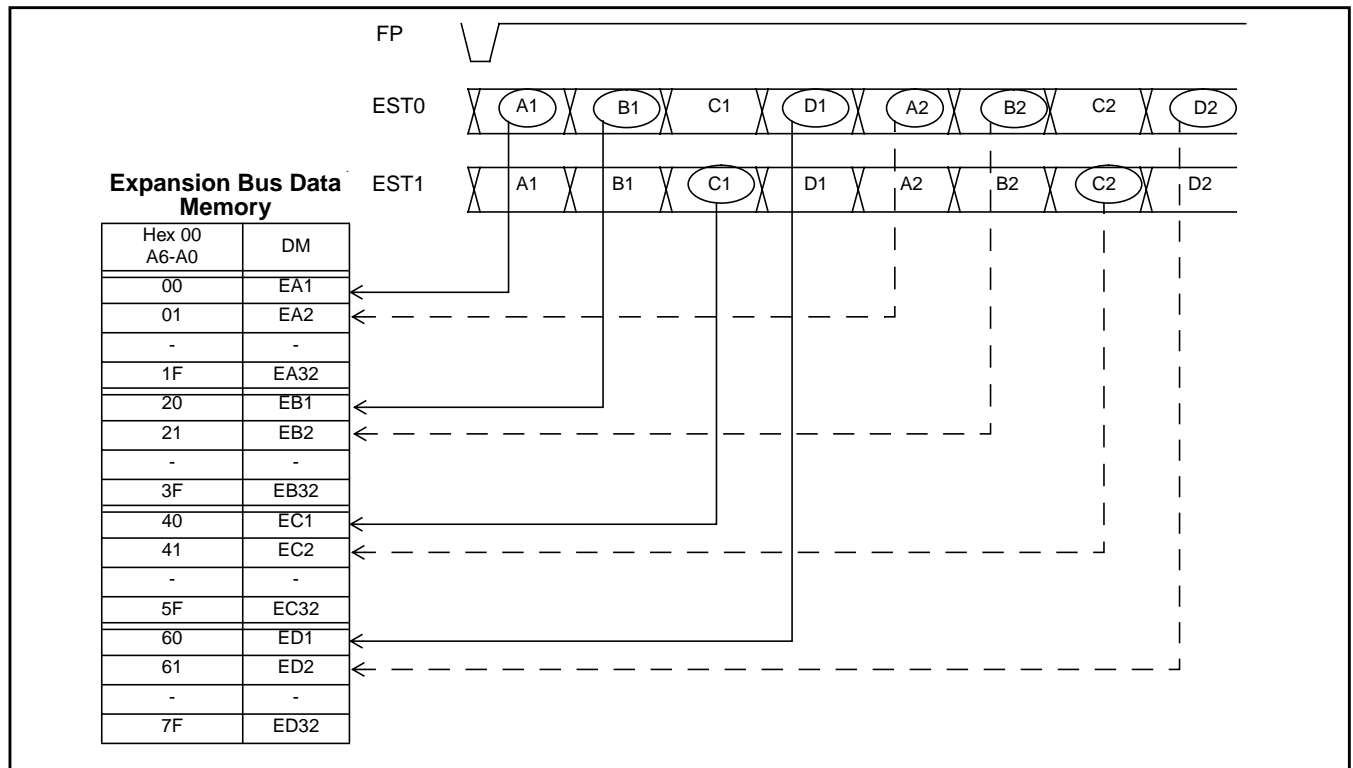 FP
EST0 A1 B1 C1 D1 A2 B2 C2 D2
EST1 A1 B1 C1 D1 A2 B2 C2 D2
Expansion Bus Data
Memory
Hex 00
A6-A0 DM
00 EA1
01 EA2
- -
1F EA32
20 EB1
21 EB2
- -
3F EB32
40 EC1
41 EC2
- -
5F EC32
60 ED1
61 ED2
- -
7F ED32